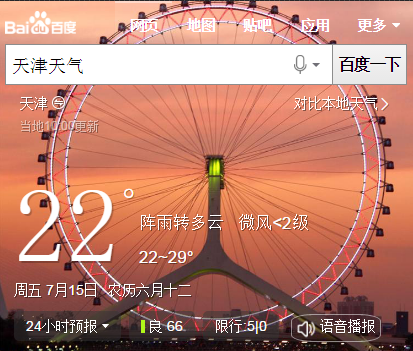 Baidu百度 网页 地图 贴吧 应用 更多
天津天气 百度一下
天津 对比本地天气
当地10:00更新
22°
阵雨转多云 微风<2级
22~29°
周五 7月15日 农历六月十二
24小时预报 良 66. 限行:5|0 语音播报